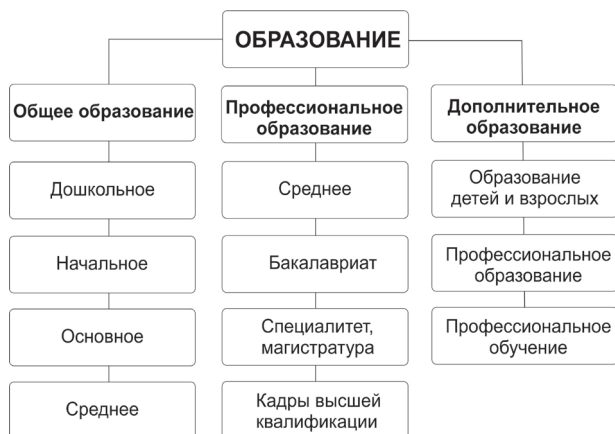 ОБРАЗОВАНИЕ
Общее образование
Дошкольное
Начальное
Основное
Среднее
Профессиональное
образование
Среднее
Бакалавриат
Специалитет,
магистратура
Кадры высшей
квалификации
Дополнительное
образование
Образование
детей и взрослых
Профессиональное
образование
Профессиональное
обучение